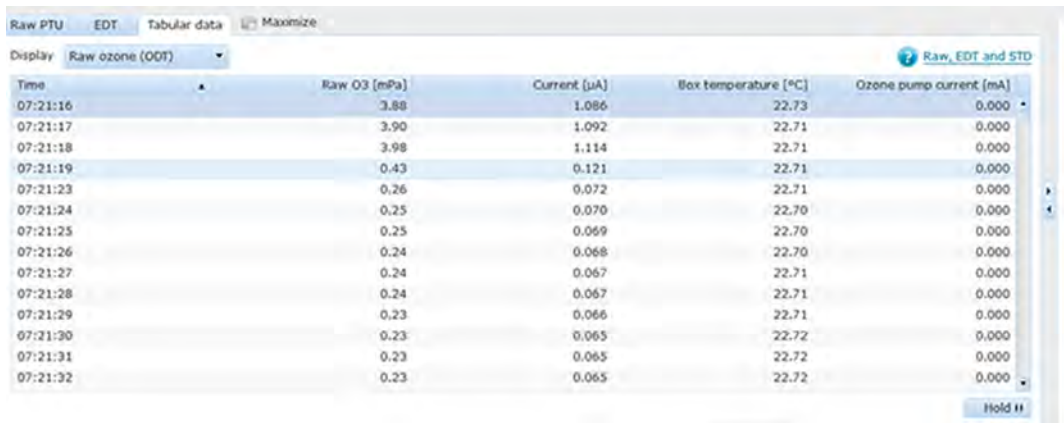 Raw PTU EDT Tabular data Maximize
Display Raw ozone (ODT) ? Raw, EDT and STD
Time Raw O3 [mPa] Current [µA] Box temperature [°C] Ozone pump current [mA]
07:21:16 3.88 1.086 22.73 0.000
07:21:17 3.90 1.092 22.71 0.000
07:21:18 3.98 1.114 22.71 0.000
07:21:19 0.43 0.121 22.71 0.000
07:21:23 0.26 0.072 22.71 0.000
07:21:24 0.25 0.070 22.70 0.000
07:21:25 0.25 0.069 22.70 0.000
07:21:26 0.24 0.068 22.70 0.000
07:21:27 0.24 0.067 22.71 0.000
07:21:28 0.24 0.067 22.71 0.000
07:21:29 0.23 0.066 22.71 0.000
07:21:30 0.23 0.065 22.72 0.000
07:21:31 0.23 0.065 22.72 0.000
07:21:32 0.23 0.065 22.72 0.000
Hold